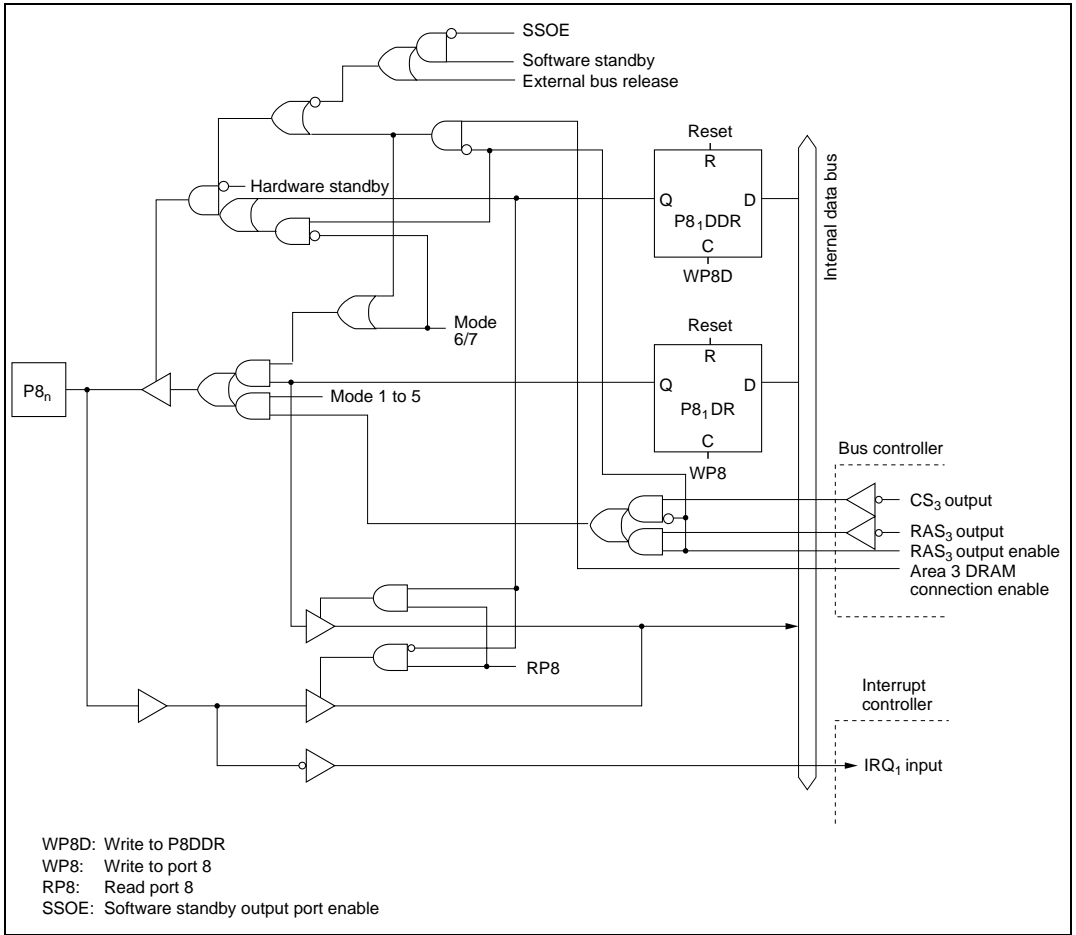 SSOE
Software standby
External bus release
Reset
R
Hardware standby
Q
D
P8₁DDR
C
WP8D
Internal data bus
Mode
6/7
Reset
R
P8ₙ
Q
D
Mode 1 to 5
P8₁DR
C
WP8
Bus controller
CS₃ output
RAS₃ output
RAS₃ output enable
Area 3 DRAM
connection enable
RP8
Interrupt
controller
IRQ₁ input
WP8D: Write to P8DDR
WP8: Write to port 8
RP8: Read port 8
SSOE: Software standby output port enable